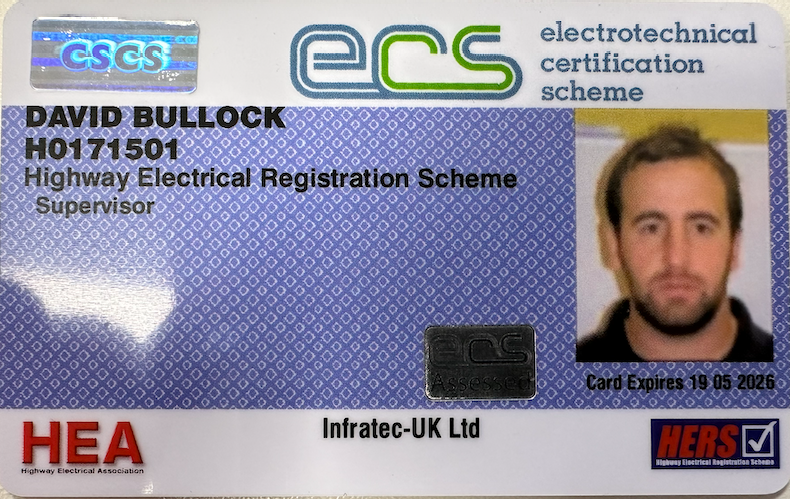 CSCS
ecs
electrotechnical
certification
scheme
DAVID BULLOCK
H0171501
Highway Electrical Registration Scheme
Supervisor
ecs
Assessed
Card Expires 19 05 2026
HEA
Highway Electrical Association
Infratec-UK Ltd
HERS
Highway Electrical Registration Scheme